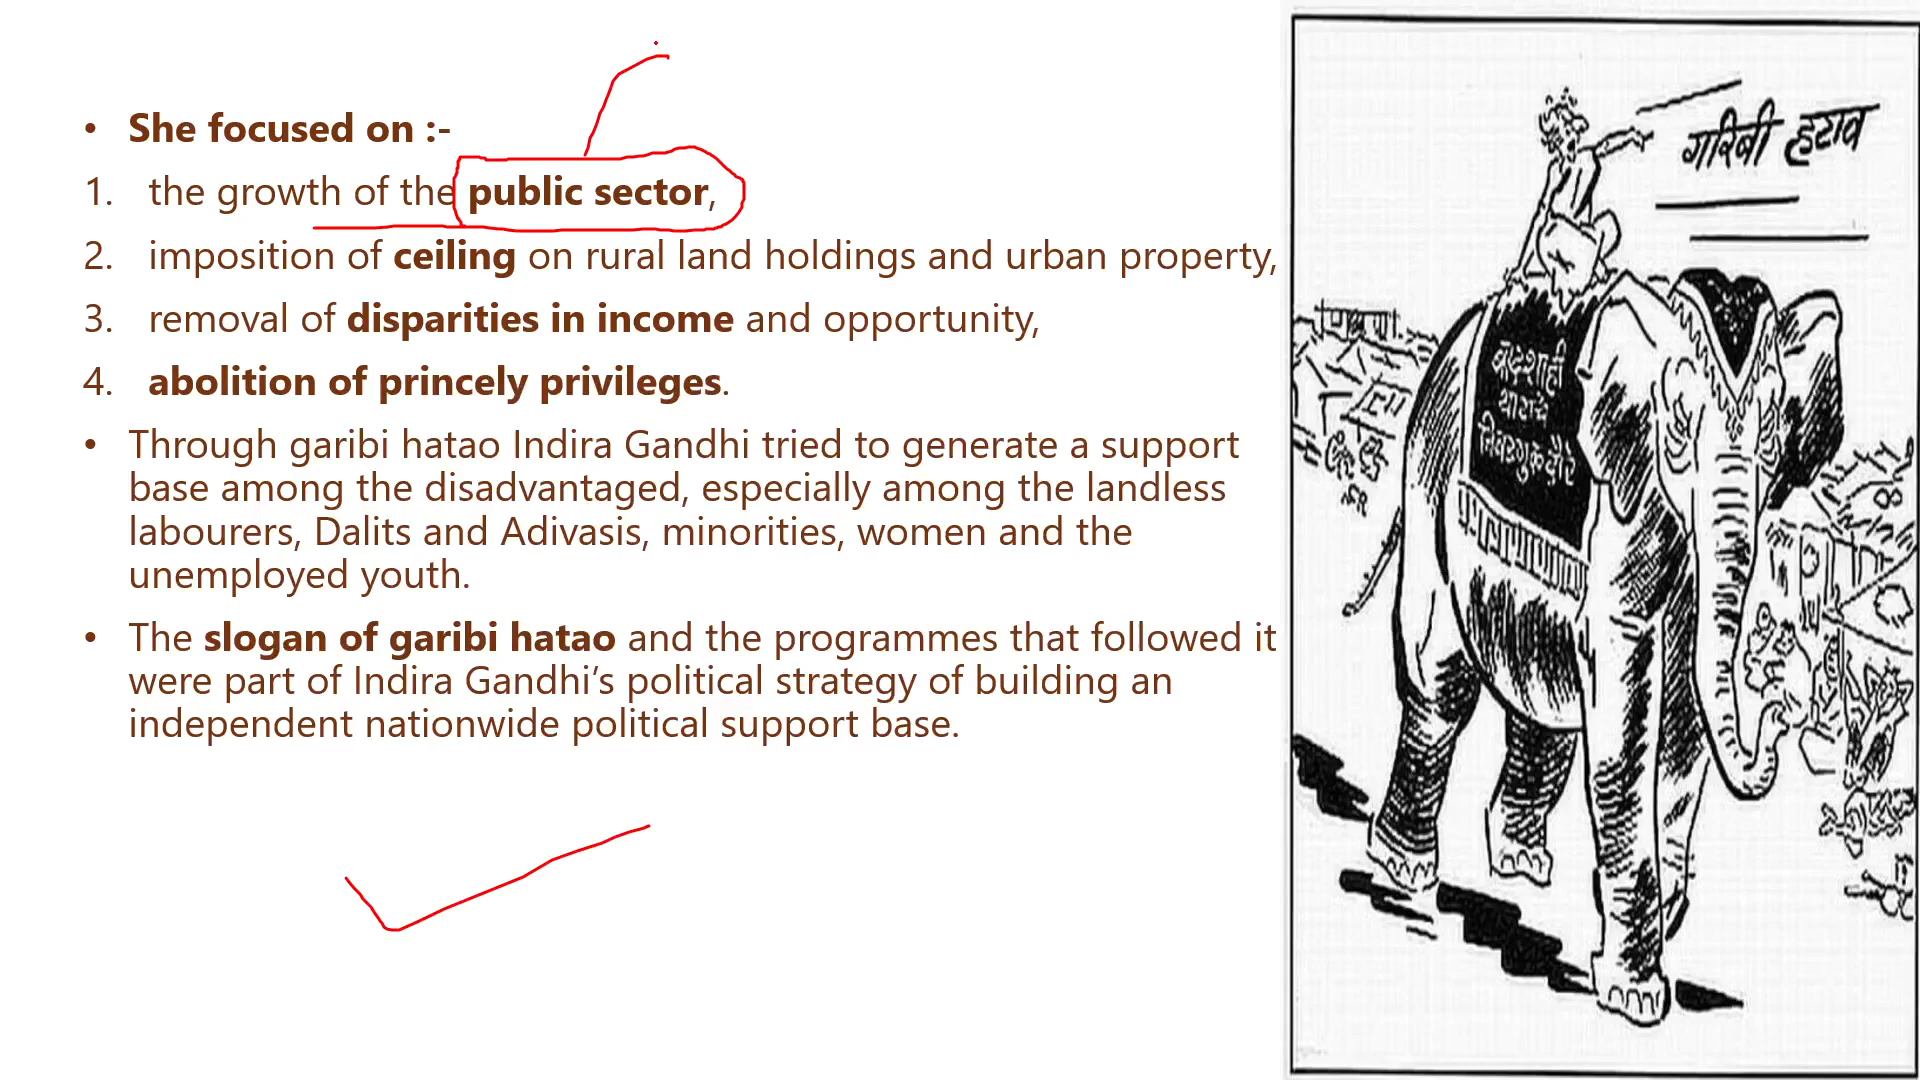 • She focused on :-
1. the growth of the public sector,
2. imposition of ceiling on rural land holdings and urban property,
3. removal of disparities in income and opportunity,
4. abolition of princely privileges.
• Through garibi hatao Indira Gandhi tried to generate a support
base among the disadvantaged, especially among the landless
labourers, Dalits and Adivasis, minorities, women and the
unemployed youth.
• The slogan of garibi hatao and the programmes that followed it
were part of Indira Gandhi’s political strategy of building an
independent nationwide political support base.
गरिबी हटाव